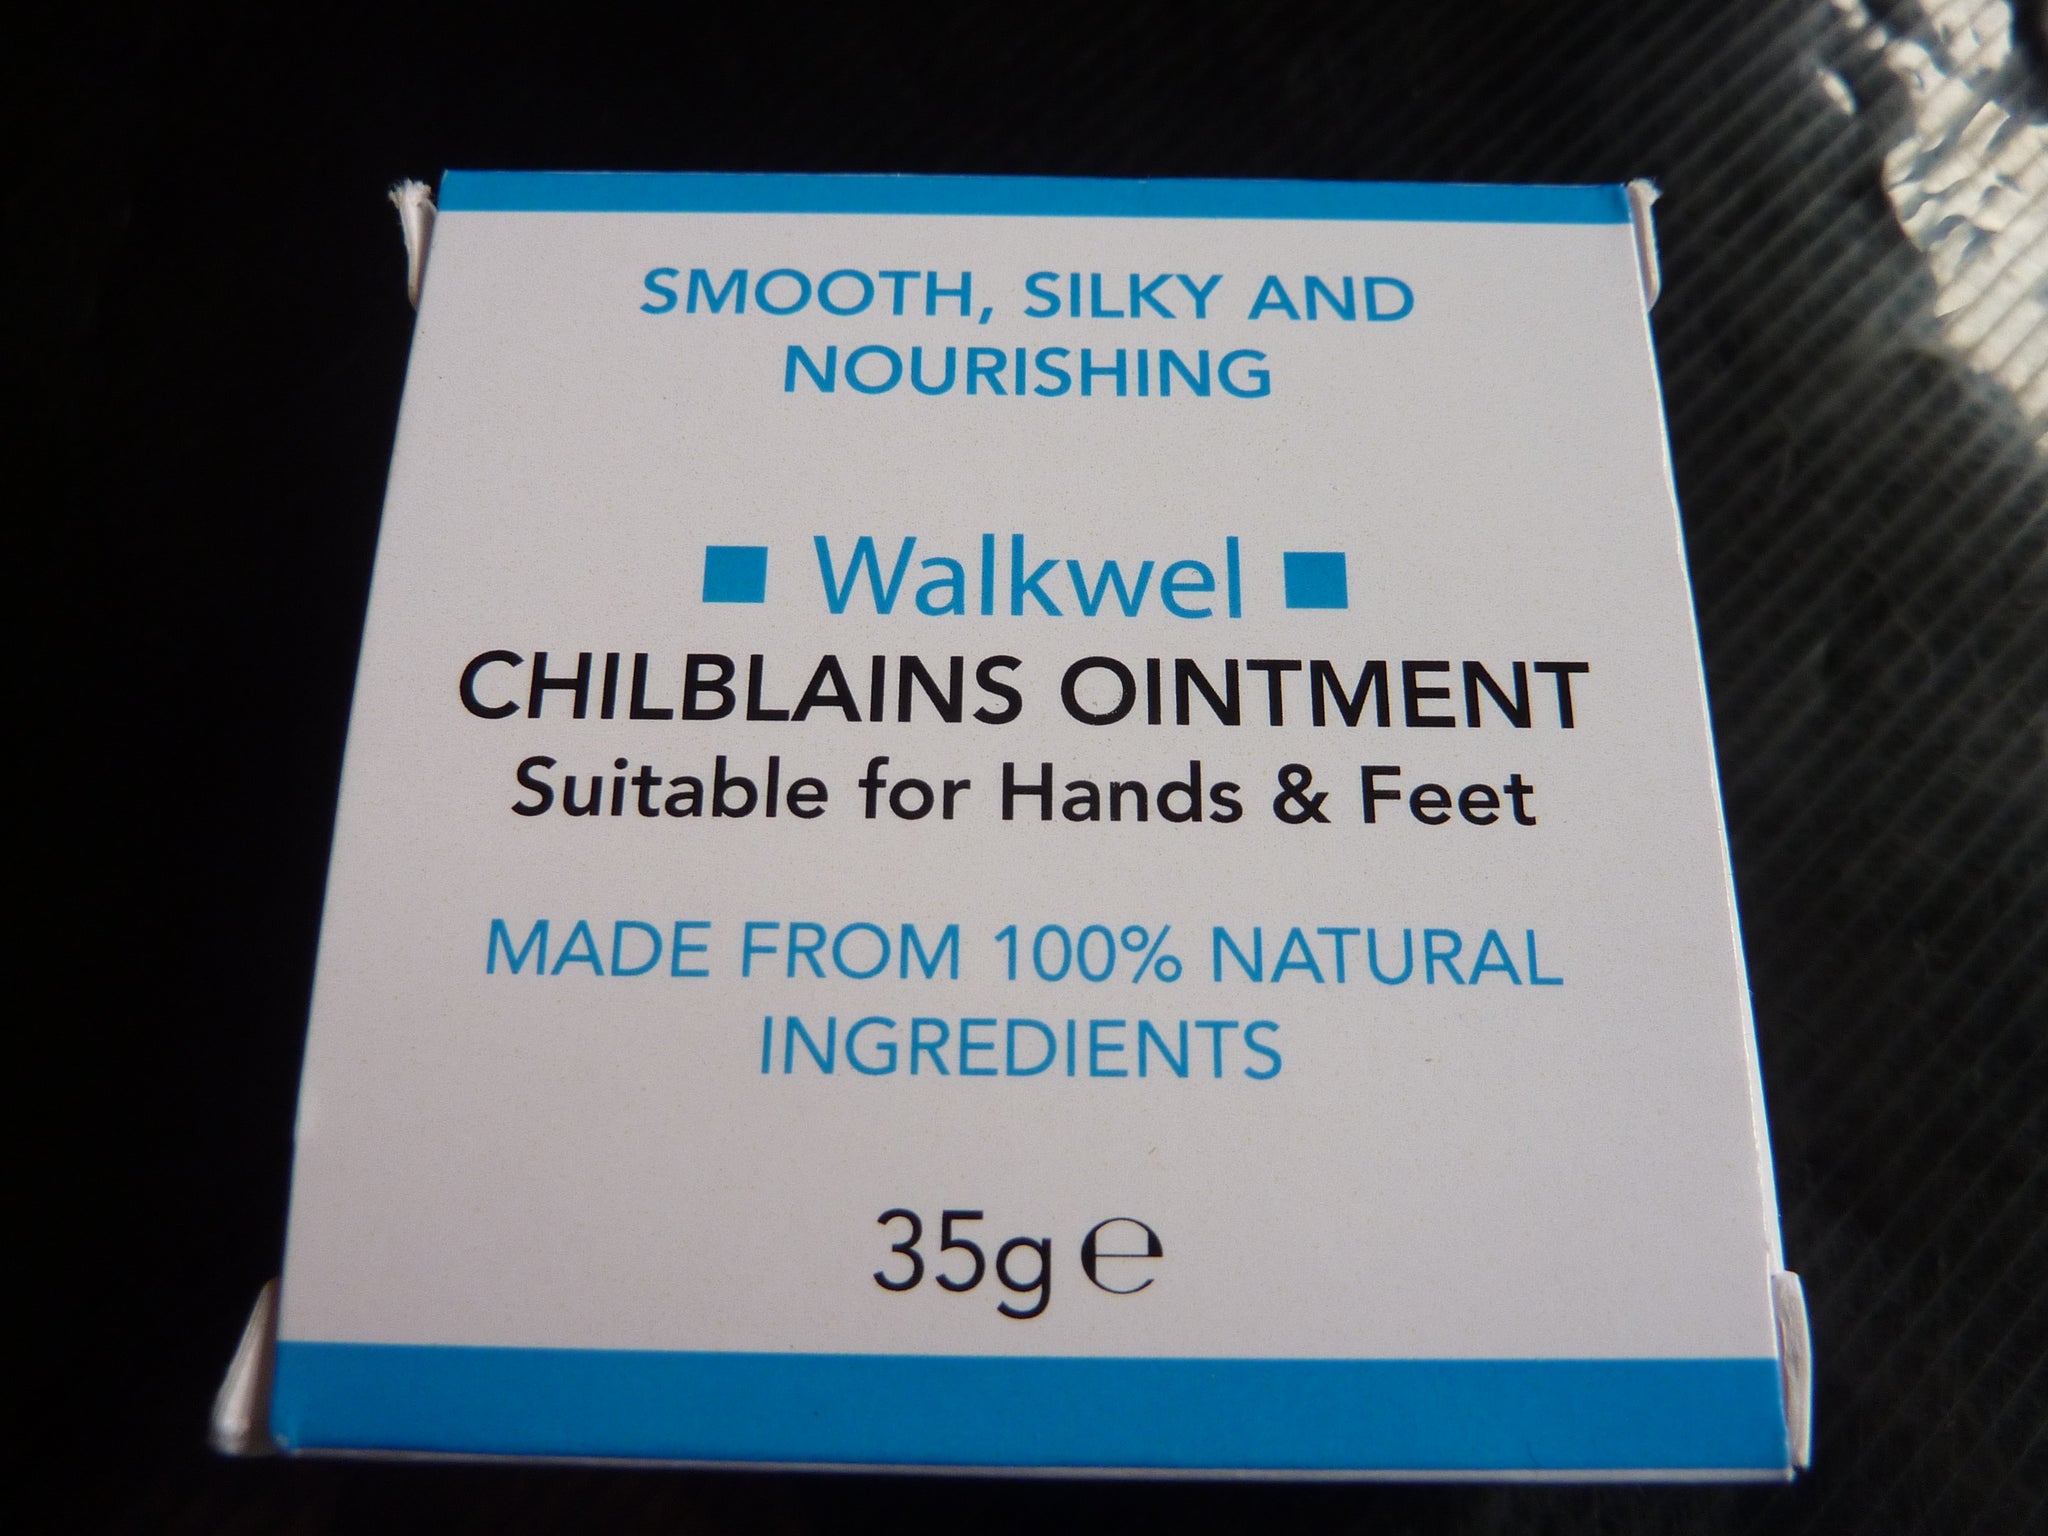 SMOOTH, SILKY AND
NOURISHING
Walkwel
CHILBLAINS OINTMENT
Suitable for Hands & Feet
MADE FROM 100% NATURAL
INGREDIENTS
35g ℮